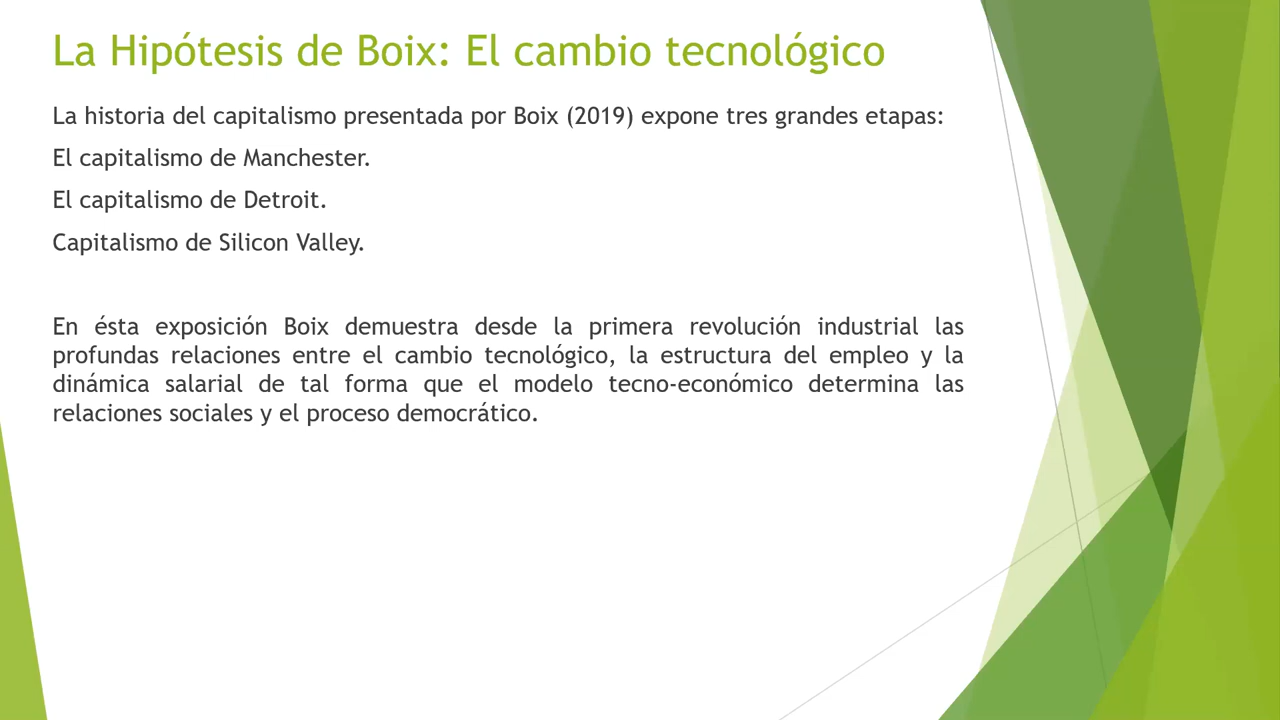 La Hipótesis de Boix: El cambio tecnológico
La historia del capitalismo presentada por Boix (2019) expone tres grandes etapas:
El capitalismo de Manchester.
El capitalismo de Detroit.
Capitalismo de Silicon Valley.
En ésta exposición Boix demuestra desde la primera revolución industrial las
profundas relaciones entre el cambio tecnológico, la estructura del empleo y la
dinámica salarial de tal forma que el modelo tecno-económico determina las
relaciones sociales y el proceso democrático.